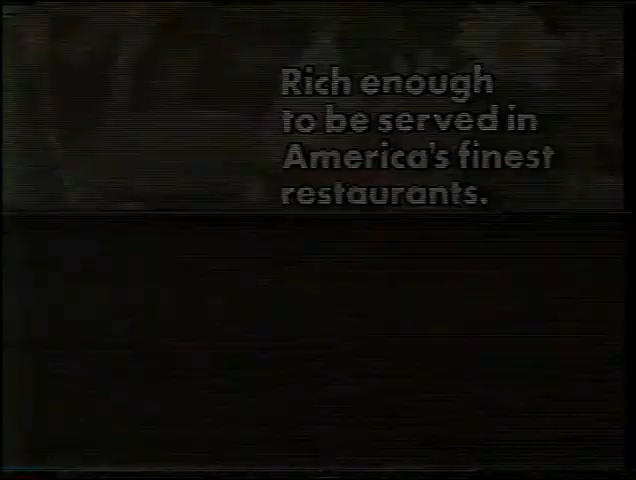 Rich enough
to be served in
America's finest
restaurants.